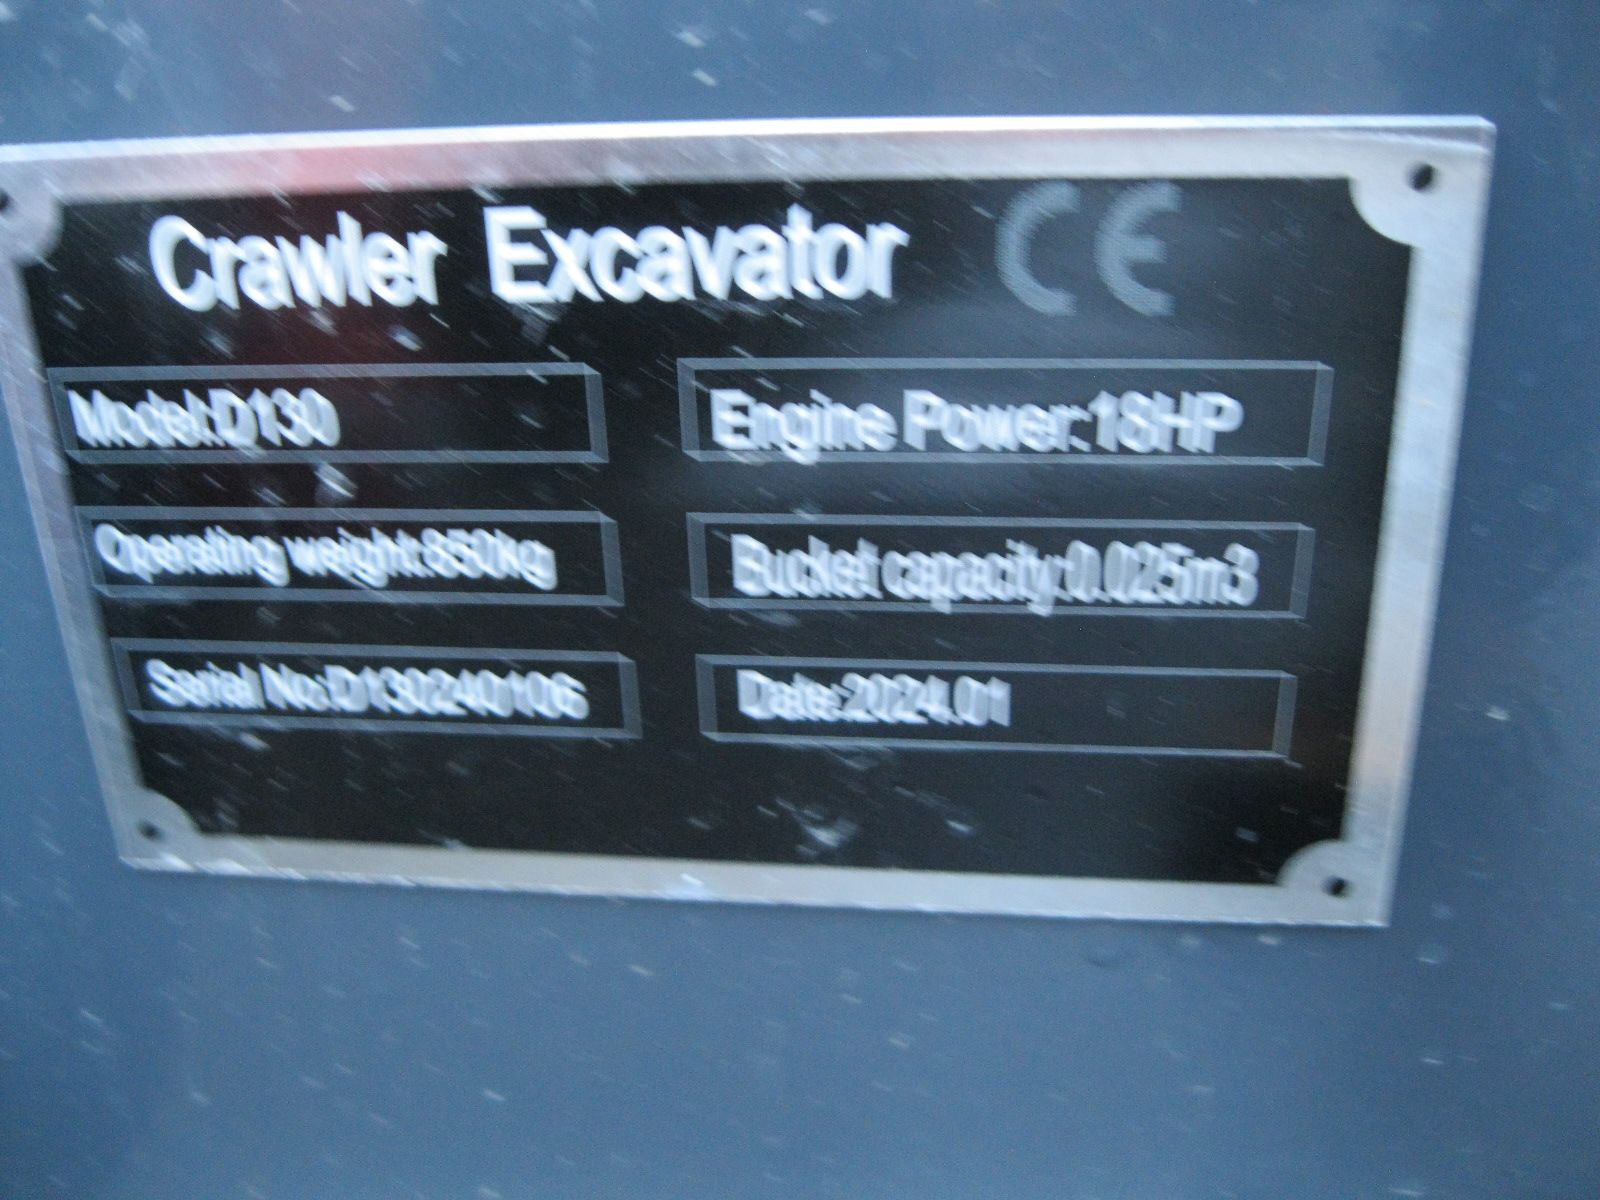 Crawler Excavator CE
Model:D130
Engine Power:18HP
Operating weight:850kg
Bucket capacity:0.025m3
Serial No.:D130240106
Date:2024.01